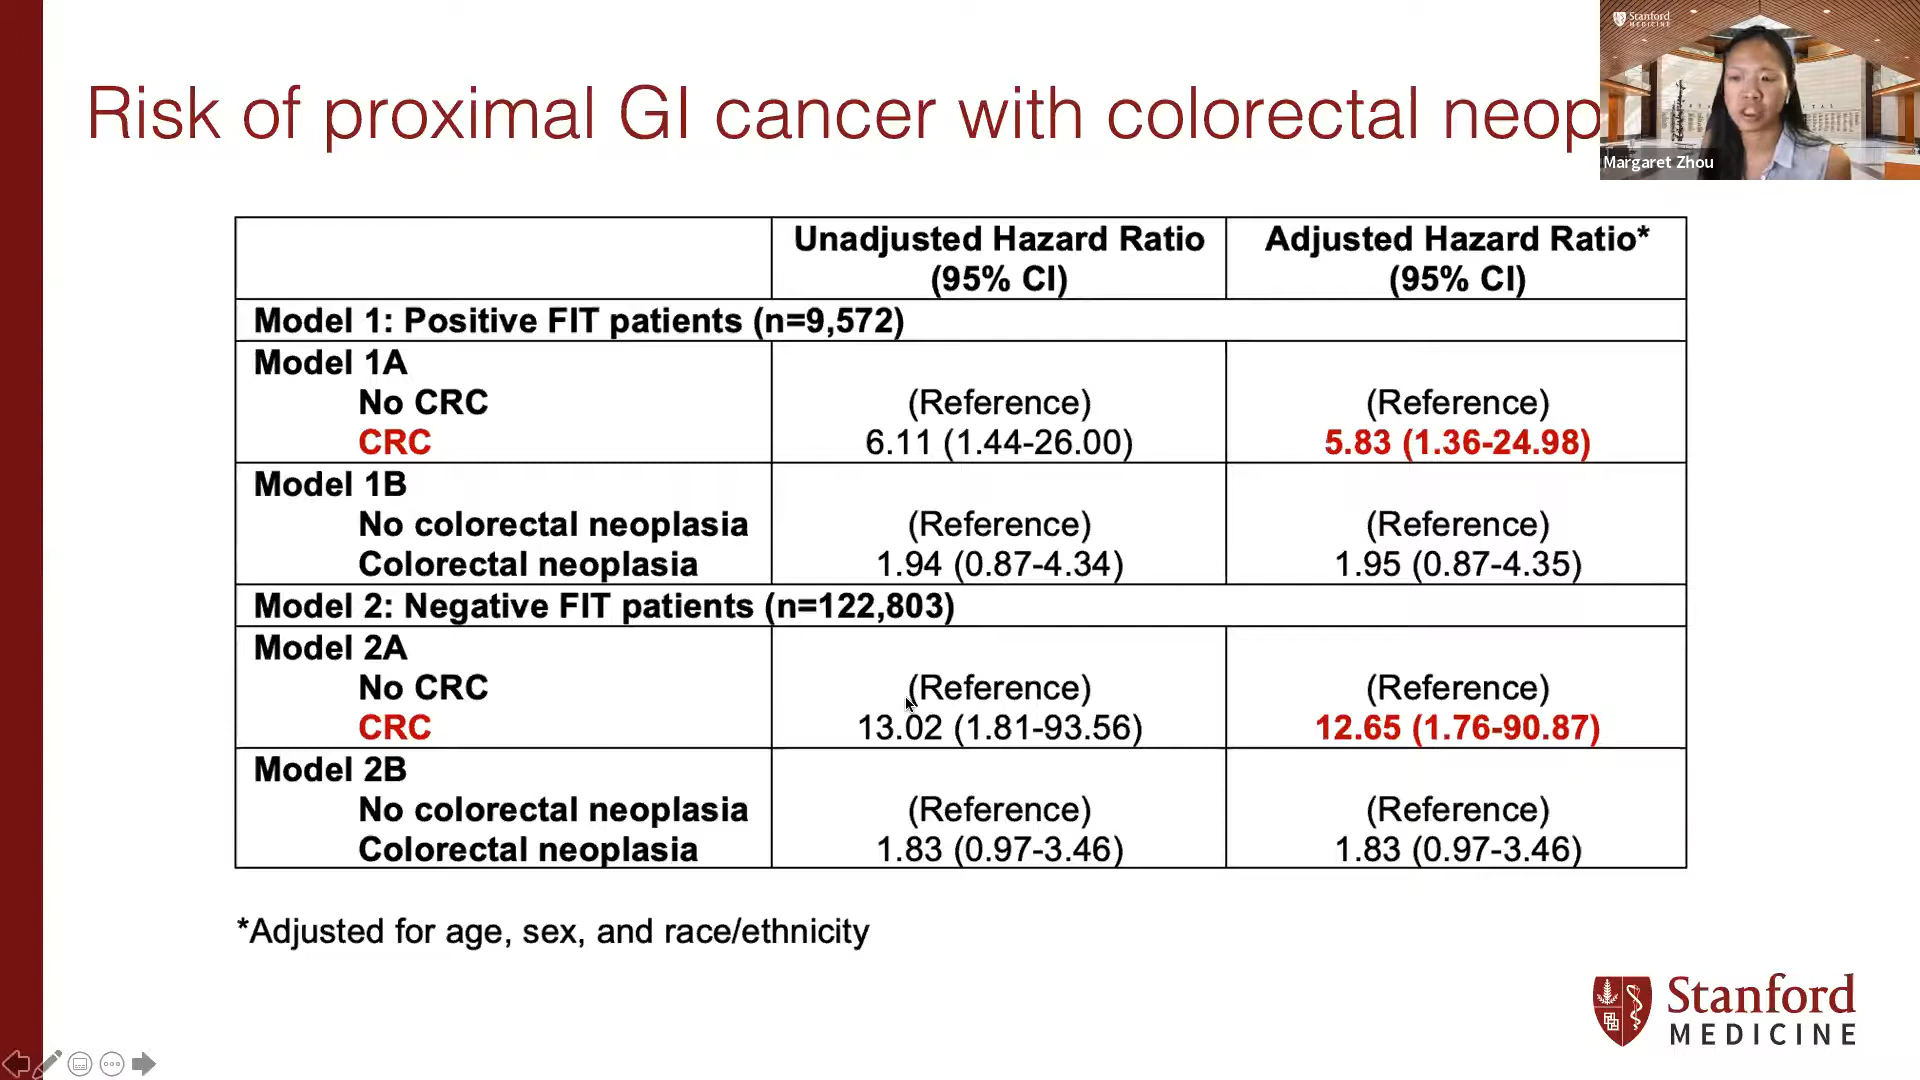 Stanford
MEDICINE
Risk of proximal GI cancer with colorectal neop
Margaret Zhou
Unadjusted Hazard Ratio
(95% CI)
Adjusted Hazard Ratio*
(95% CI)
Model 1: Positive FIT patients (n=9,572)
Model 1A
No CRC (Reference) (Reference)
CRC 6.11 (1.44-26.00) 5.83 (1.36-24.98)
Model 1B
No colorectal neoplasia (Reference) (Reference)
Colorectal neoplasia 1.94 (0.87-4.34) 1.95 (0.87-4.35)
Model 2: Negative FIT patients (n=122,803)
Model 2A
No CRC (Reference) (Reference)
CRC 13.02 (1.81-93.56) 12.65 (1.76-90.87)
Model 2B
No colorectal neoplasia (Reference) (Reference)
Colorectal neoplasia 1.83 (0.97-3.46) 1.83 (0.97-3.46)
*Adjusted for age, sex, and race/ethnicity
Stanford
MEDICINE